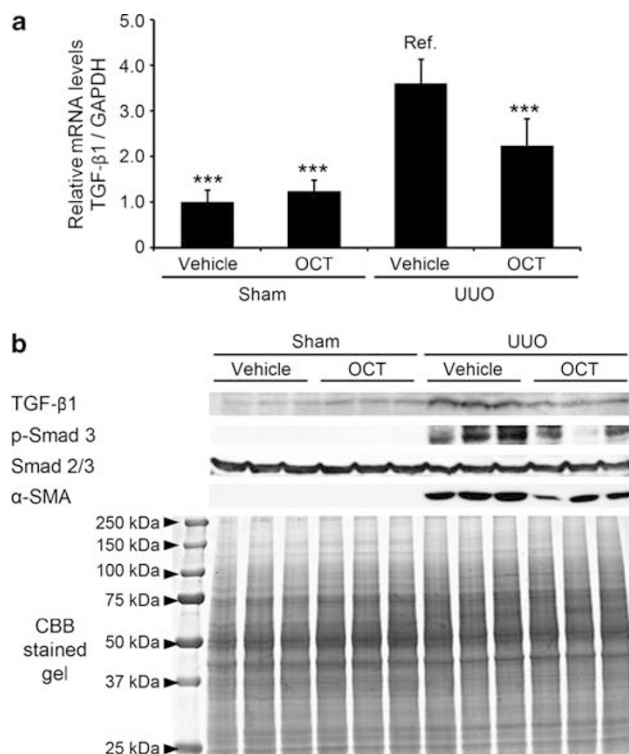 a
Relative mRNA levels
TGF-β1 / GAPDH
5.0
4.0
3.0
2.0
1.0
0
***
***
Ref.
***
Vehicle
OCT
Vehicle
OCT
Sham
UUO
b
Sham
UUO
Vehicle
OCT
Vehicle
OCT
TGF-β1
p-Smad 3
Smad 2/3
α-SMA
250 kDa
150 kDa
100 kDa
75 kDa
50 kDa
37 kDa
25 kDa
CBB
stained
gel